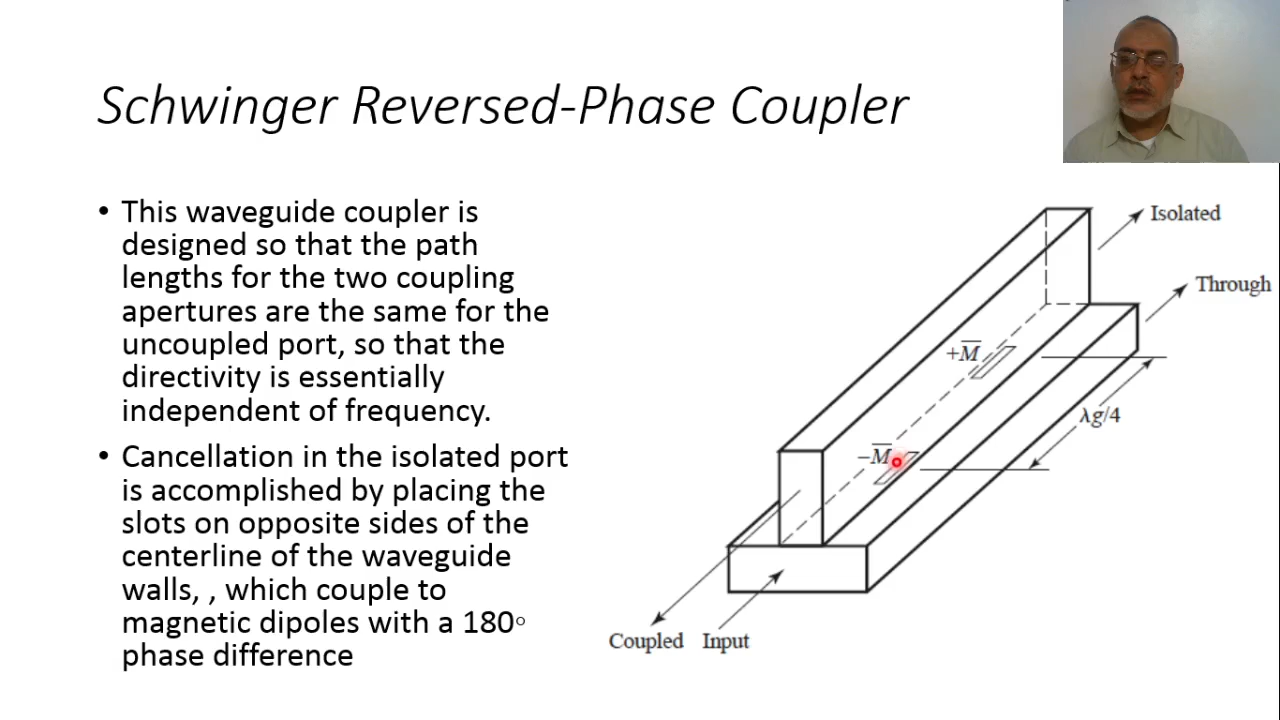 Schwinger Reversed-Phase Coupler
• This waveguide coupler is
designed so that the path
lengths for the two coupling
apertures are the same for the
uncoupled port, so that the
directivity is essentially
independent of frequency.
• Cancellation in the isolated port
is accomplished by placing the
slots on opposite sides of the
centerline of the waveguide
walls, , which couple to
magnetic dipoles with a 180○
phase difference
Isolated
Through
+M̅
λg/4
−M̅
Coupled Input